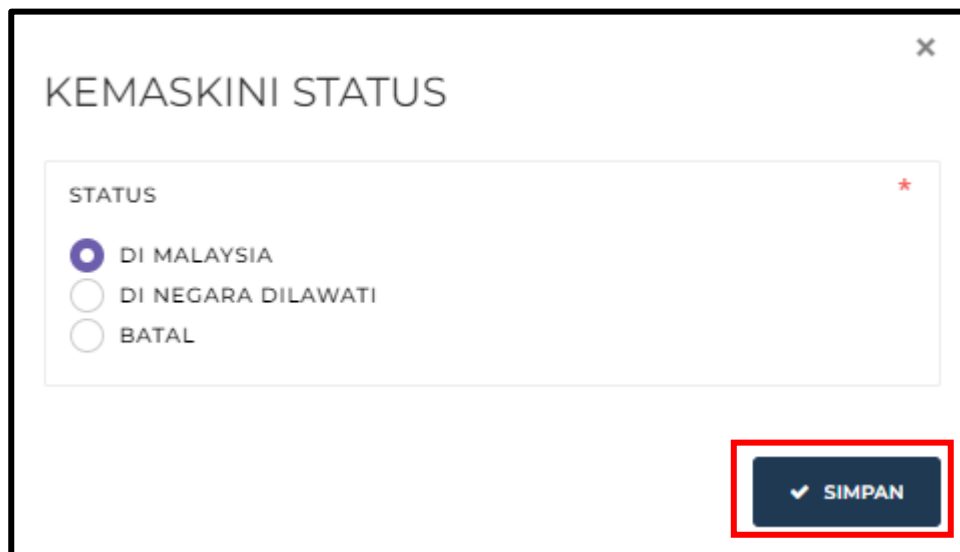 ×
KEMASKINI STATUS
STATUS *
DI MALAYSIA
DI NEGARA DILAWATI
BATAL
✔ SIMPAN